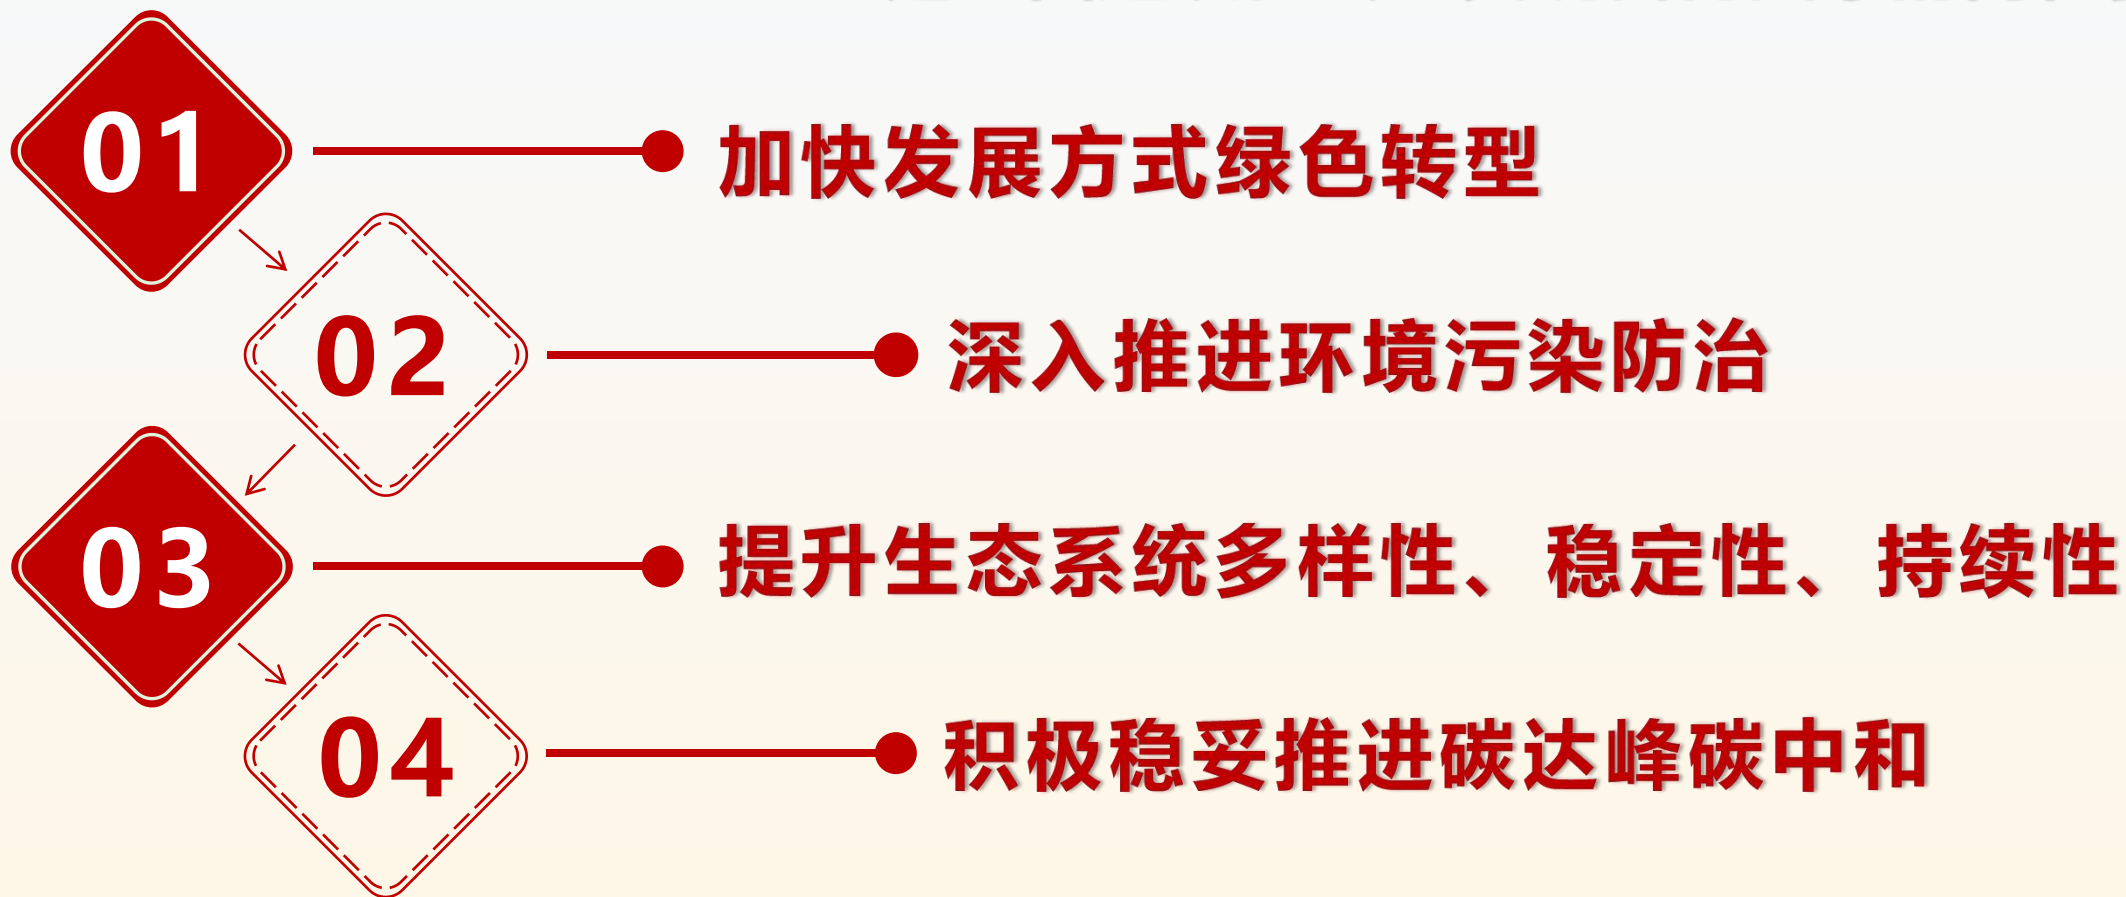 01
加快发展方式绿色转型
02
深入推进环境污染防治
03
提升生态系统多样性、稳定性、持续性
04
积极稳妥推进碳达峰碳中和